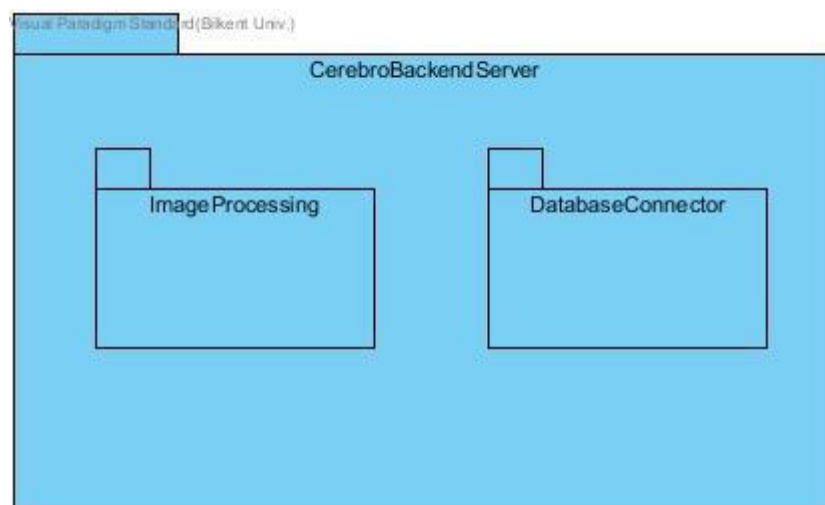 Visual Paradigm Standard(Bilkent Univ.)
CerebroBackendServer
ImageProcessing
DatabaseConnector